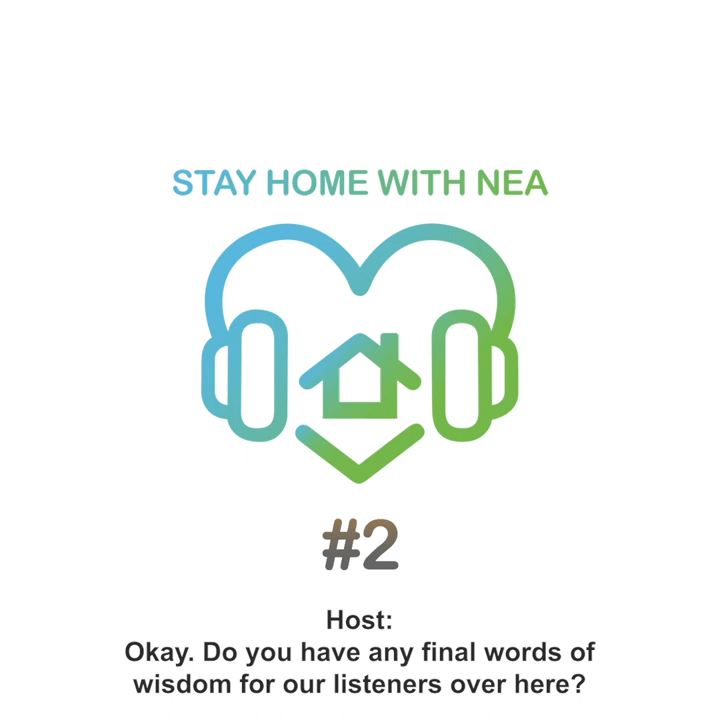 STAY HOME WITH NEA
#2
Host:
Okay. Do you have any final words of
wisdom for our listeners over here?